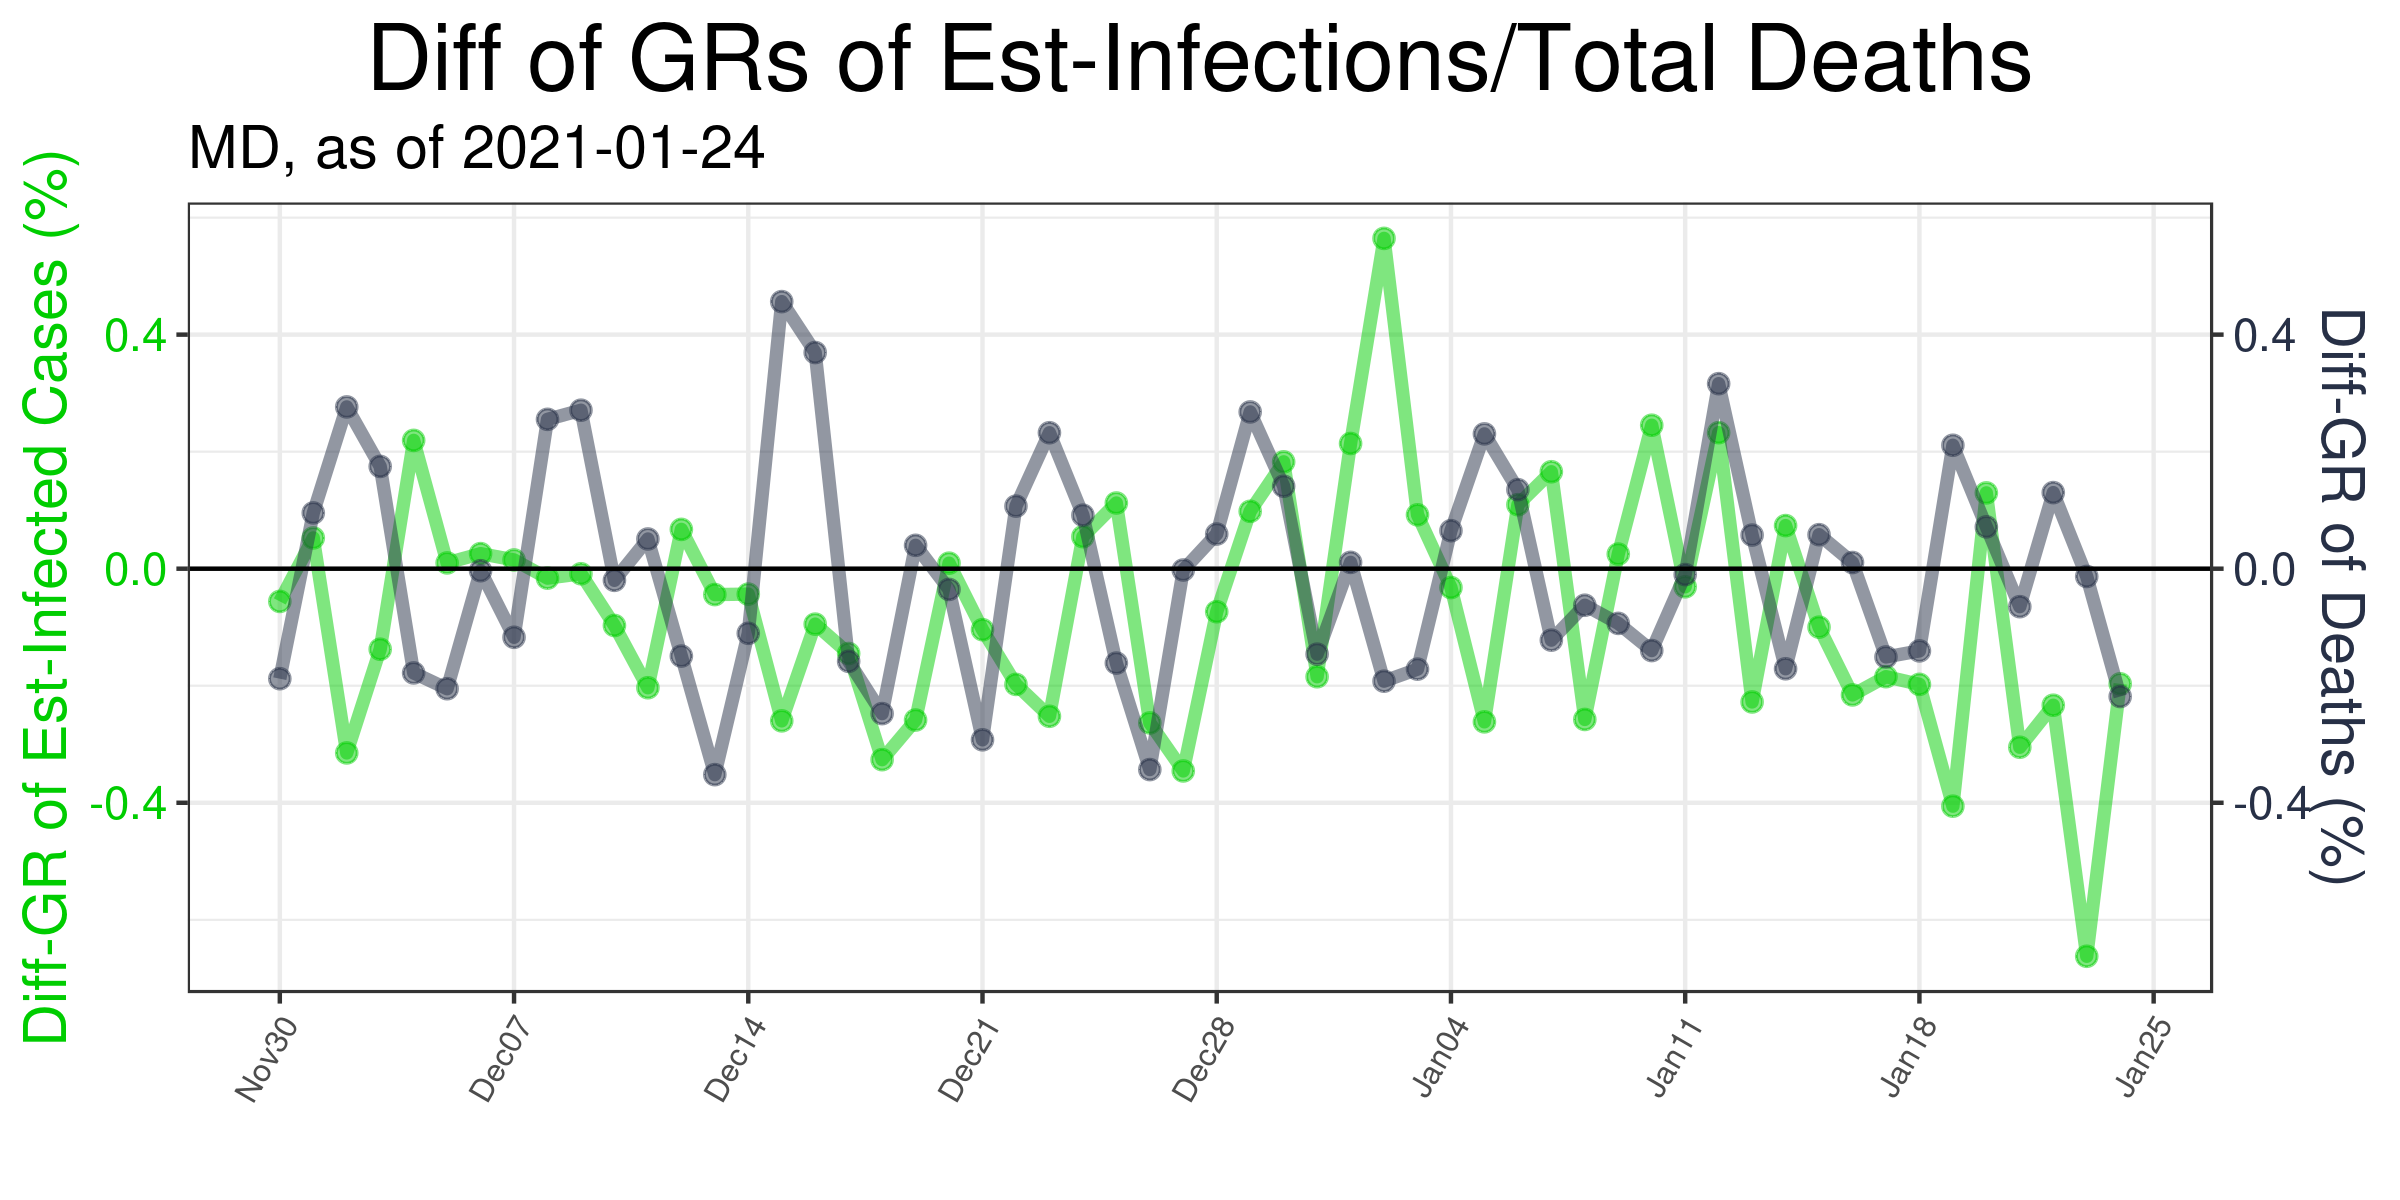 Diff of GRs of Est-Infections/Total Deaths
MD, as of 2021-01-24
Diff-GR of Est-Infected Cases (%)
0.4
0.0
-0.4
0.4
0.0
-0.4
Diff-GR of Deaths (%)
Nov30
Dec07
Dec14
Dec21
Dec28
Jan04
Jan11
Jan18
Jan25